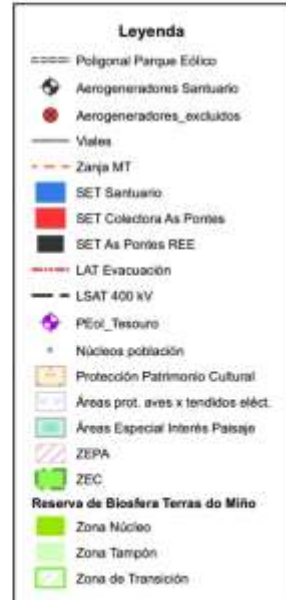 Leyenda
Poligonal Parque Eólico
Aerogeneradores Santuario
Aerogeneradores_excluidos
Viales
Zanja MT
SET Santuario
SET Colectora As Pontes
SET As Pontes REE
LAT Evacuación
LSAT 400 kV
PEol_Tesouro
Núcleos población
Protección Patrimonio Cultural
Áreas prot. aves x tendidos eléct.
Áreas Especial Interés Paisaje
ZEPA
ZEC
Reserva de Biosfera Terras do Miño
Zona Núcleo
Zona Tampón
Zona de Transición